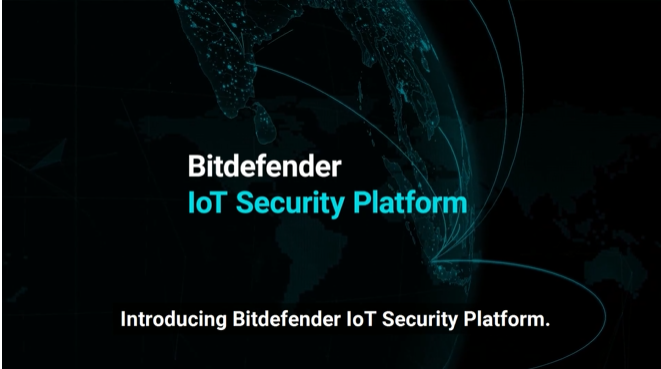 Bitdefender
IoT Security Platform
Introducing Bitdefender IoT Security Platform.